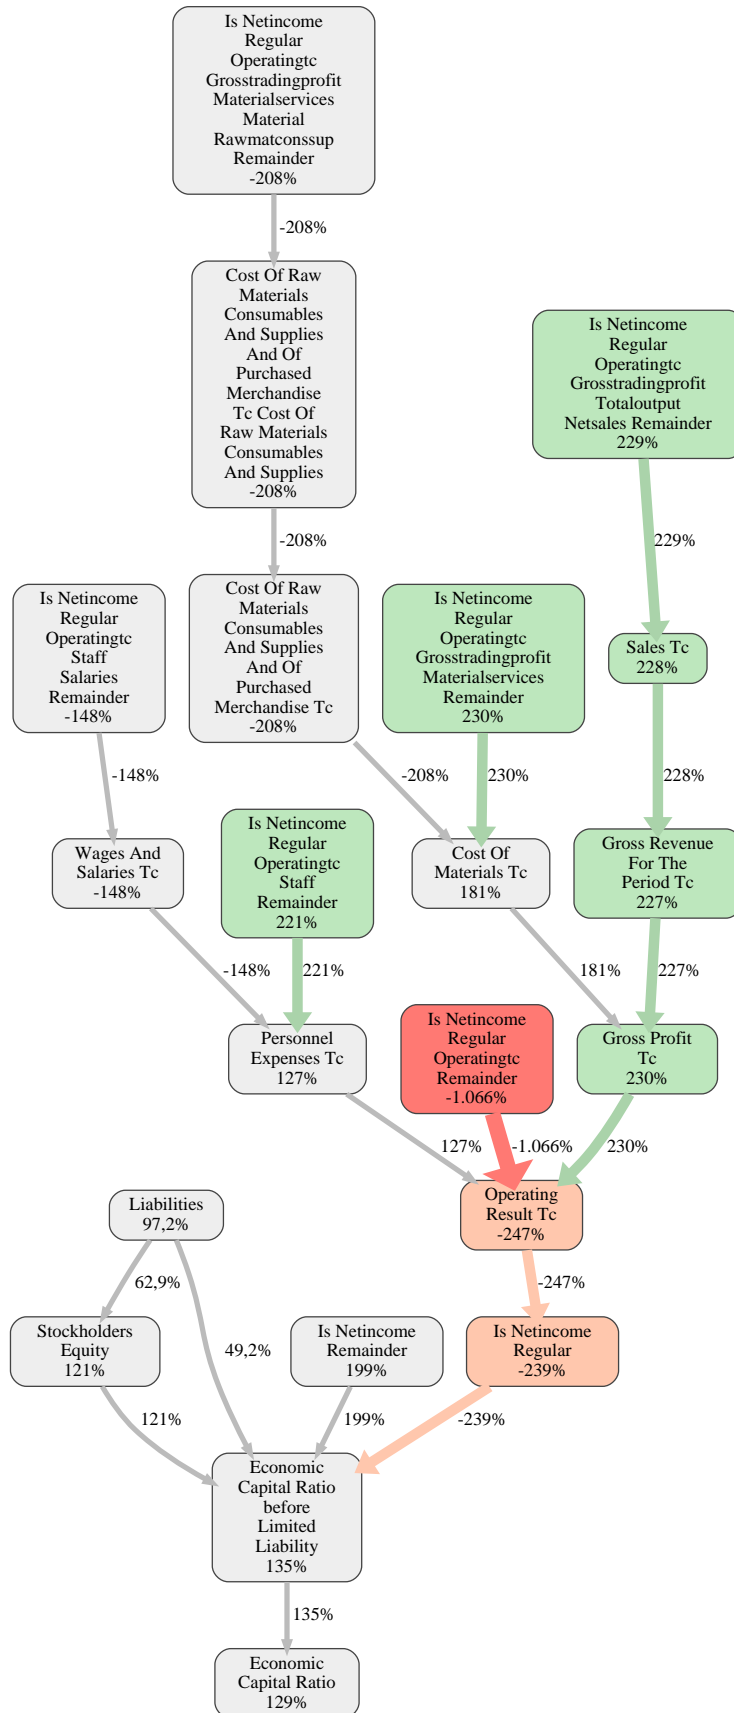 Is Netincome
Regular
Operatingtc
Grosstradingprofit
Materialservices
Material
Rawmatconssup
Remainder
-208%
-208%
Cost Of Raw
Materials
Consumables
And Supplies
And Of
Purchased
Merchandise
Tc Cost Of
Raw Materials
Consumables
And Supplies
-208%
Is Netincome
Regular
Operatingtc
Grosstradingprofit
Totaloutput
Netsales Remainder
229%
-208%
229%
Is Netincome
Regular
Operatingtc
Staff
Salaries
Remainder
-148%
Cost Of Raw
Materials
Consumables
And Supplies
And Of
Purchased
Merchandise Tc
-208%
Is Netincome
Regular
Operatingtc
Grosstradingprofit
Materialservices
Remainder
230%
Sales Tc
228%
-148%
-208%
230%
228%
Wages And
Salaries Tc
-148%
Is Netincome
Regular
Operatingtc
Staff
Remainder
221%
Cost Of
Materials Tc
181%
Gross Revenue
For The
Period Tc
227%
-148%
221%
181%
227%
Personnel
Expenses Tc
127%
Is Netincome
Regular
Operatingtc
Remainder
-1.066%
Gross Profit
Tc
230%
127%
-1.066%
230%
Liabilities
97,2%
Operating
Result Tc
-247%
62,9%
49,2%
-247%
Stockholders
Equity
121%
Is Netincome
Remainder
199%
Is Netincome
Regular
-239%
121%
199%
-239%
Economic
Capital Ratio
before
Limited
Liability
135%
135%
Economic
Capital Ratio
129%